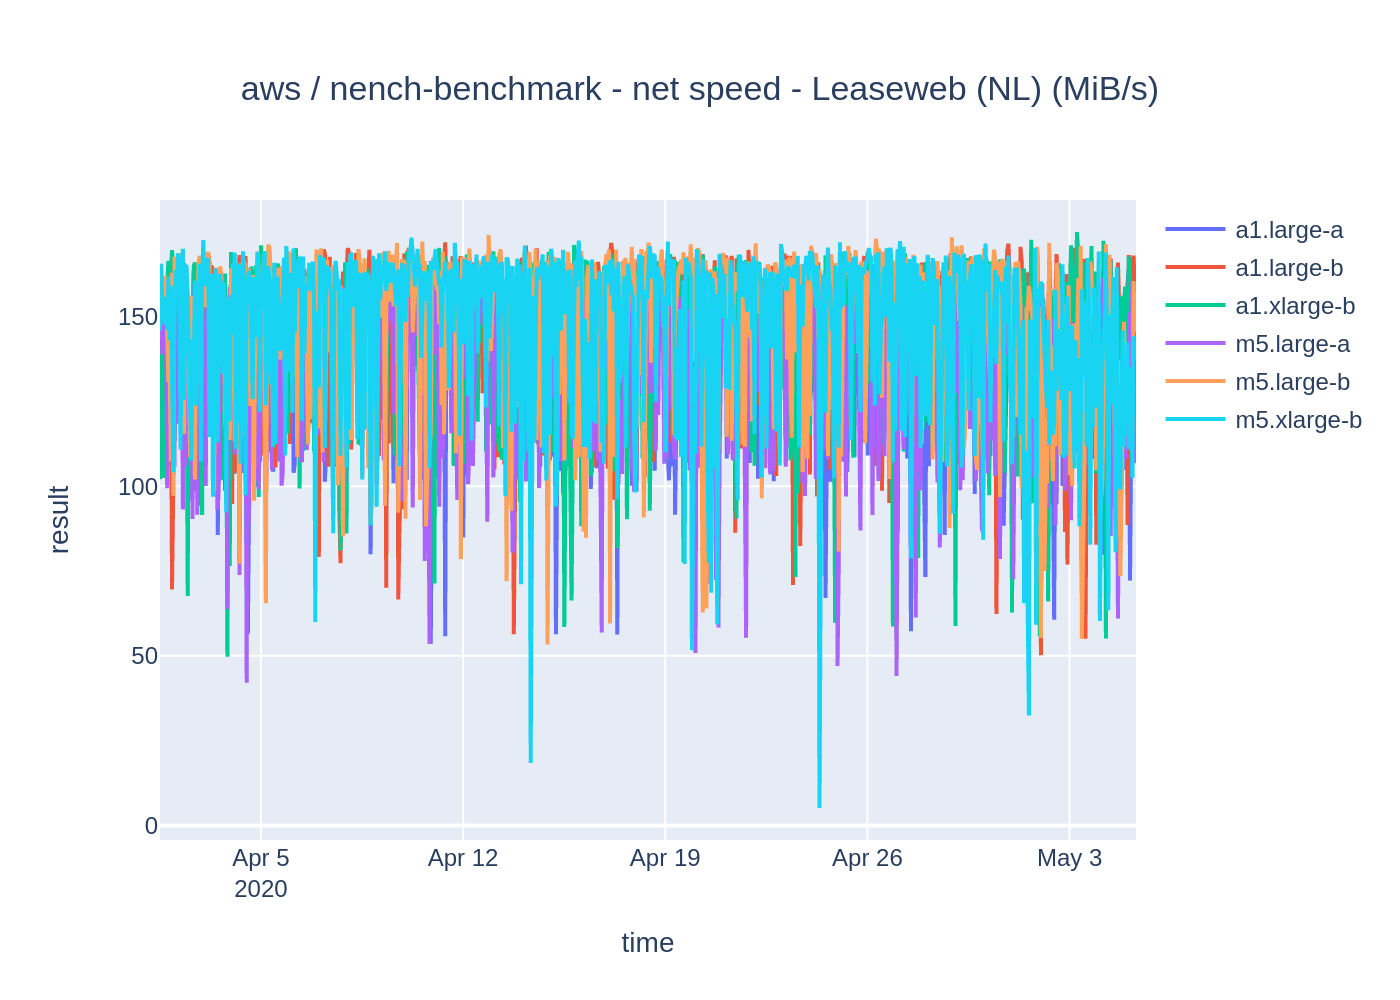 aws / nench-benchmark - net speed - Leaseweb (NL) (MiB/s)
a1.large-a
a1.large-b
a1.xlarge-b
m5.large-a
m5.large-b
m5.xlarge-b
result
150
100
50
0
Apr 5
2020
Apr 12
Apr 19
Apr 26
May 3
time